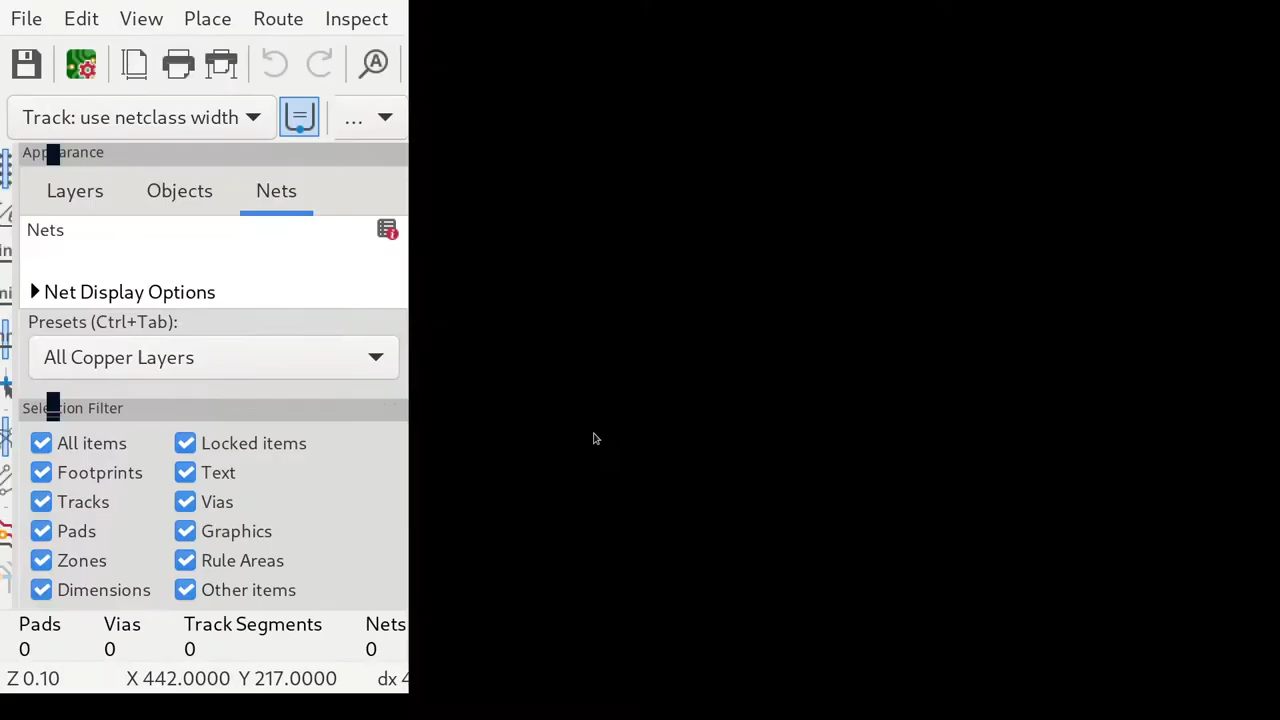 File Edit View Place Route Inspect
Track: use netclass width ...
Appearance
Layers Objects Nets
Nets
Net Display Options
Presets (Ctrl+Tab):
All Copper Layers
Selection Filter
All items Locked items
Footprints Text
Tracks Vias
Pads Graphics
Zones Rule Areas
Dimensions Other items
Pads Vias Track Segments Nets
0 0 0 0
Z 0.10 X 442.0000 Y 217.0000 dx